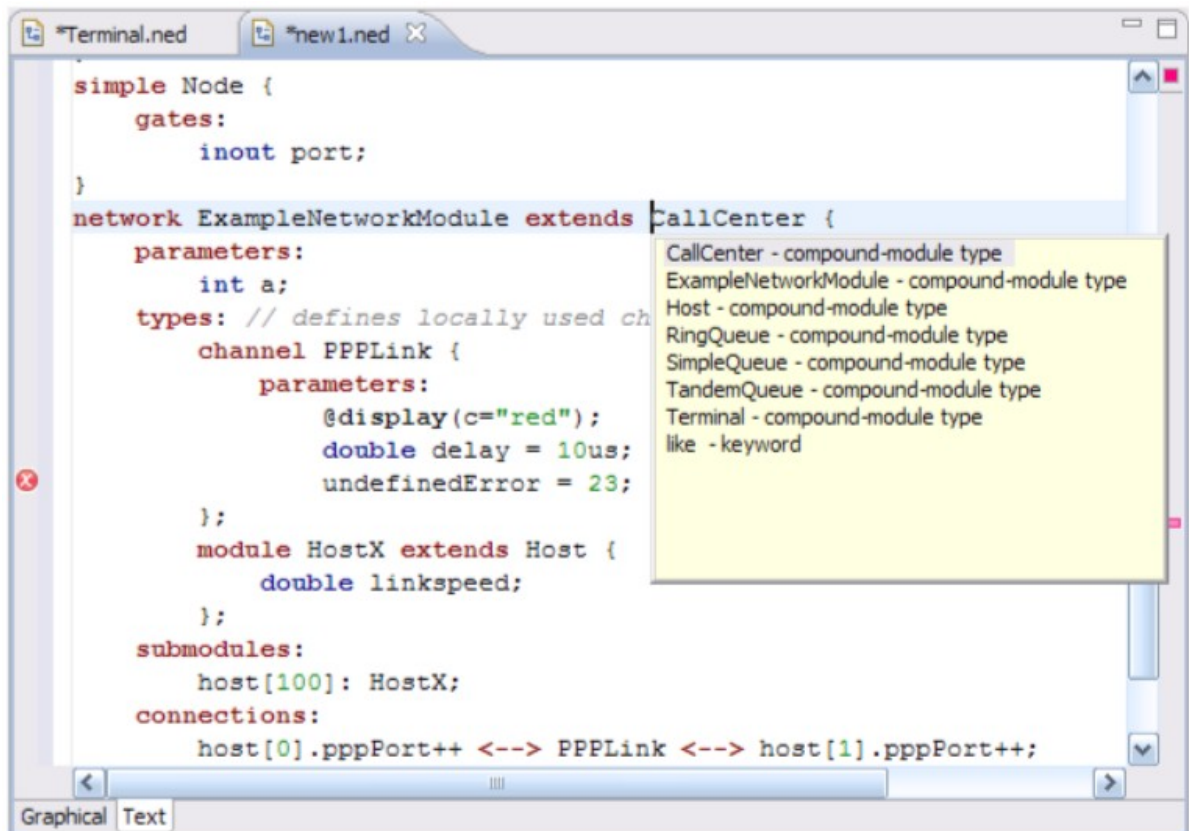 *Terminal.ned
*new1.ned
simple Node {
    gates:
        inout port;
}
network ExampleNetworkModule extends CallCenter {
    parameters:
        int a;
    types: // defines locally used ch
        channel PPPLink {
            parameters:
                @display(c="red");
                double delay = 10us;
                undefinedError = 23;
        };
        module HostX extends Host {
            double linkspeed;
        };
    submodules:
        host[100]: HostX;
    connections:
        host[0].pppPort++ <--> PPPLink <--> host[1].pppPort++;
CallCenter - compound-module type
ExampleNetworkModule - compound-module type
Host - compound-module type
RingQueue - compound-module type
SimpleQueue - compound-module type
TandemQueue - compound-module type
Terminal - compound-module type
like - keyword
Graphical Text